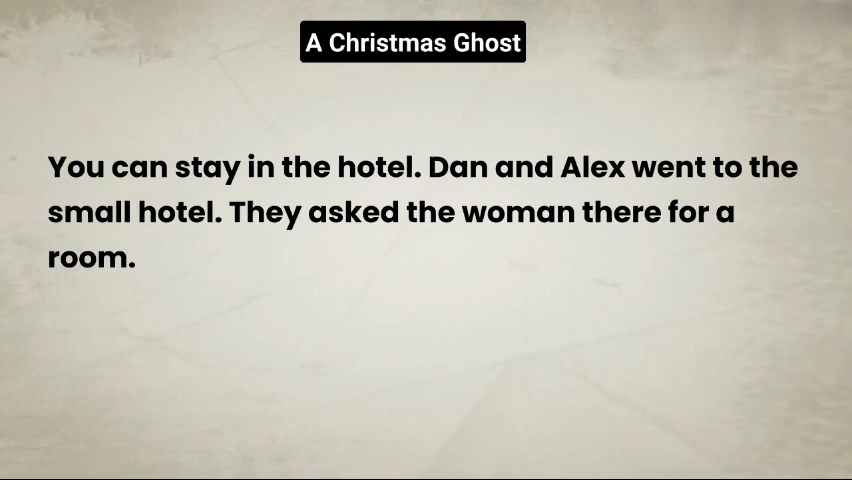 A Christmas Ghost
You can stay in the hotel. Dan and Alex went to the
small hotel. They asked the woman there for a
room.